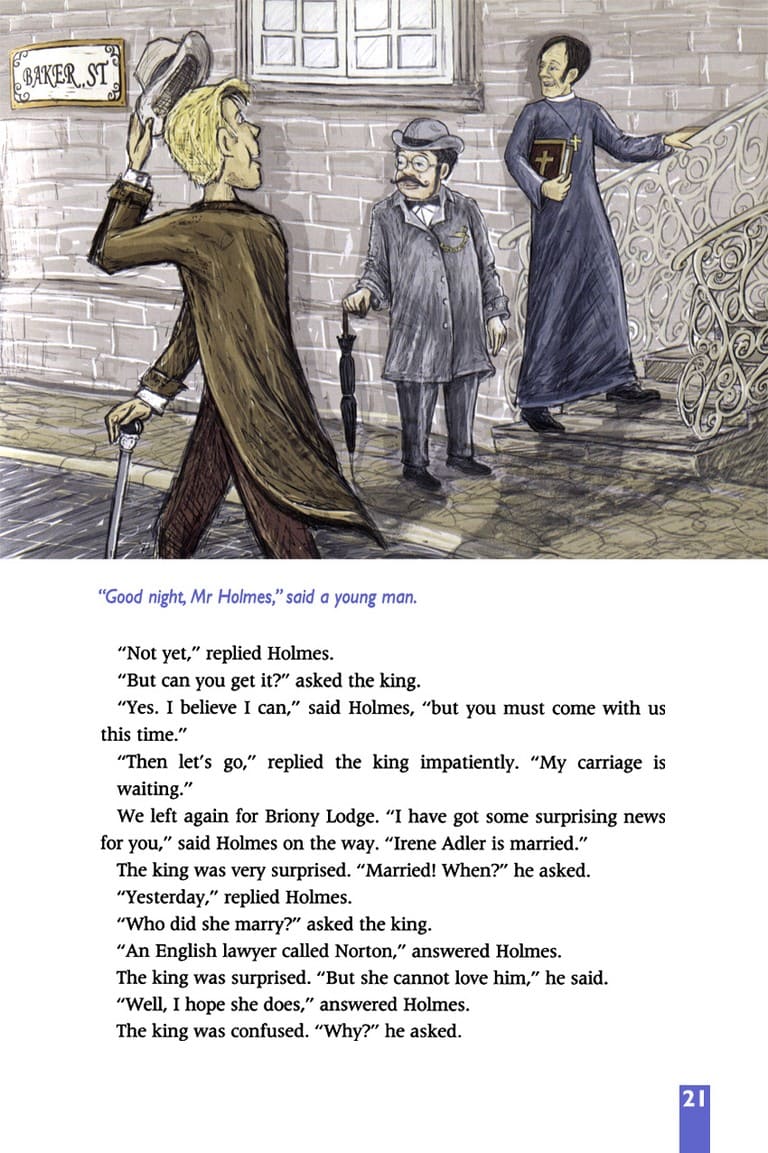 BAKER ST
"Good night, Mr Holmes," said a young man.
"Not yet," replied Holmes.
"But can you get it?" asked the king.
"Yes. I believe I can," said Holmes, "but you must come with us
this time."
"Then let's go," replied the king impatiently. "My carriage is
waiting."
We left again for Briony Lodge. "I have got some surprising news
for you," said Holmes on the way. "Irene Adler is married."
The king was very surprised. "Married! When?" he asked.
"Yesterday," replied Holmes.
"Who did she marry?" asked the king.
"An English lawyer called Norton," answered Holmes.
The king was surprised. "But she cannot love him," he said.
"Well, I hope she does," answered Holmes.
The king was confused. "Why?" he asked.
21